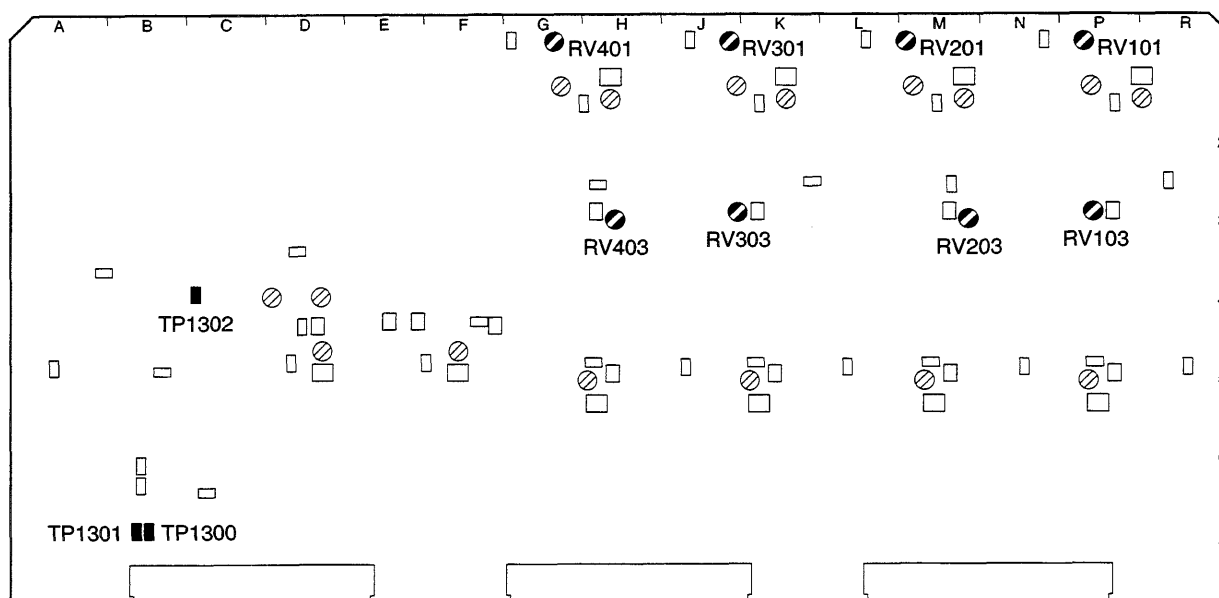 A B C D E F G H J K L M N P R
RV401 RV301 RV201 RV101
RV403 RV303 RV203 RV103
TP1302
TP1301 TP1300